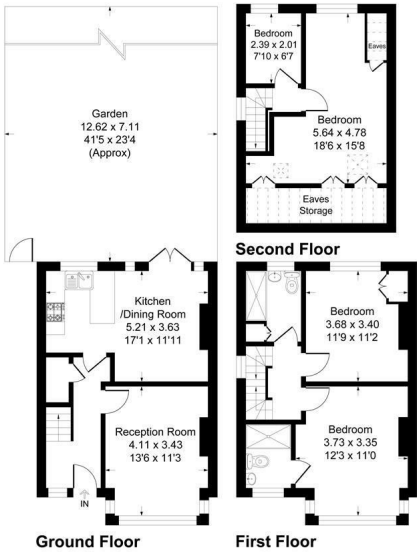 Garden
12.62 x 7.11
41'5 x 23'4
(Approx)
Bedroom
2.39 x 2.01
7'10 x 6'7
Eaves
Bedroom
5.64 x 4.78
18'6 x 15'8
Eaves
Storage
Second Floor
Kitchen
/Dining Room
5.21 x 3.63
17'1 x 11'11
Reception Room
4.11 x 3.43
13'6 x 11'3
IN
Ground Floor
Bedroom
3.68 x 3.40
11'9 x 11'2
Bedroom
3.73 x 3.35
12'3 x 11'0
First Floor